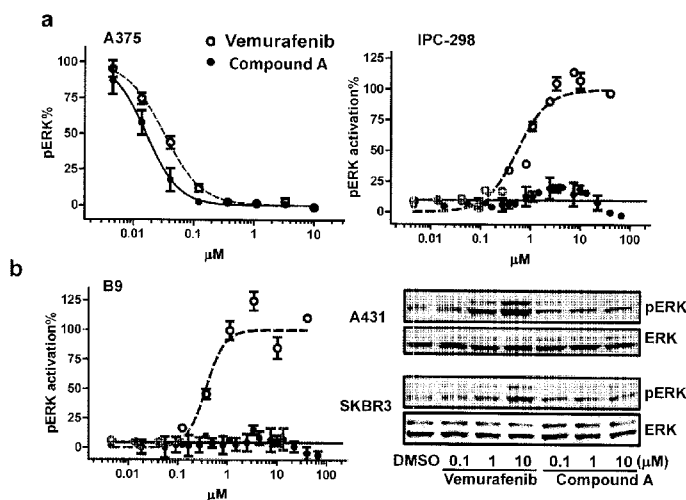 a
A375
Vemurafenib
Compound A
pERK%
100
75
50
25
0
0.01 0.1 1 10
μM
IPC-298
pERK activation%
125
100
75
50
25
0
0.01 0.1 1 10 100
μM
b
B9
pERK activation%
125
100
75
50
25
0
0.01 0.1 1 10 100
μM
A431
pERK
ERK
SKBR3
pERK
ERK
DMSO 0.1 1 10 0.1 1 10 (μM)
Vemurafenib Compound A